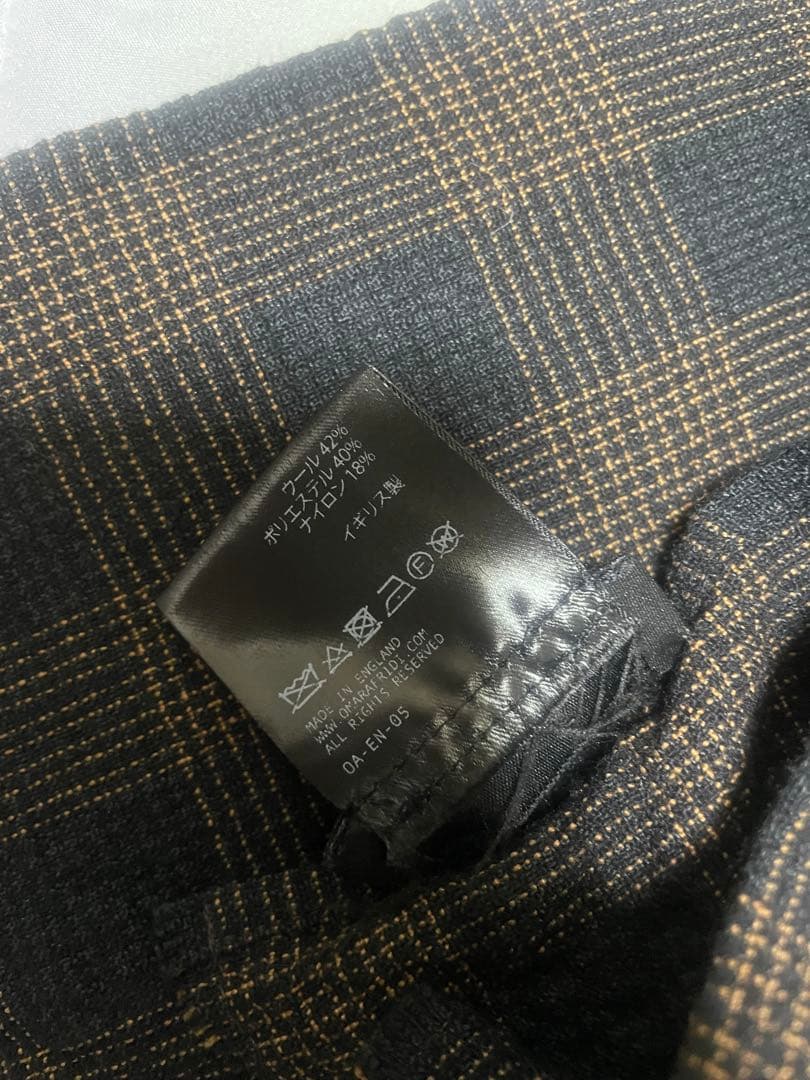 ウール 42%
ポリエステル 40%
ナイロン 18%
イギリス製
F W
MADE IN ENGLAND
WWW.OMARAFRIDI.COM
ALL RIGHTS RESERVED
OA-EN-05